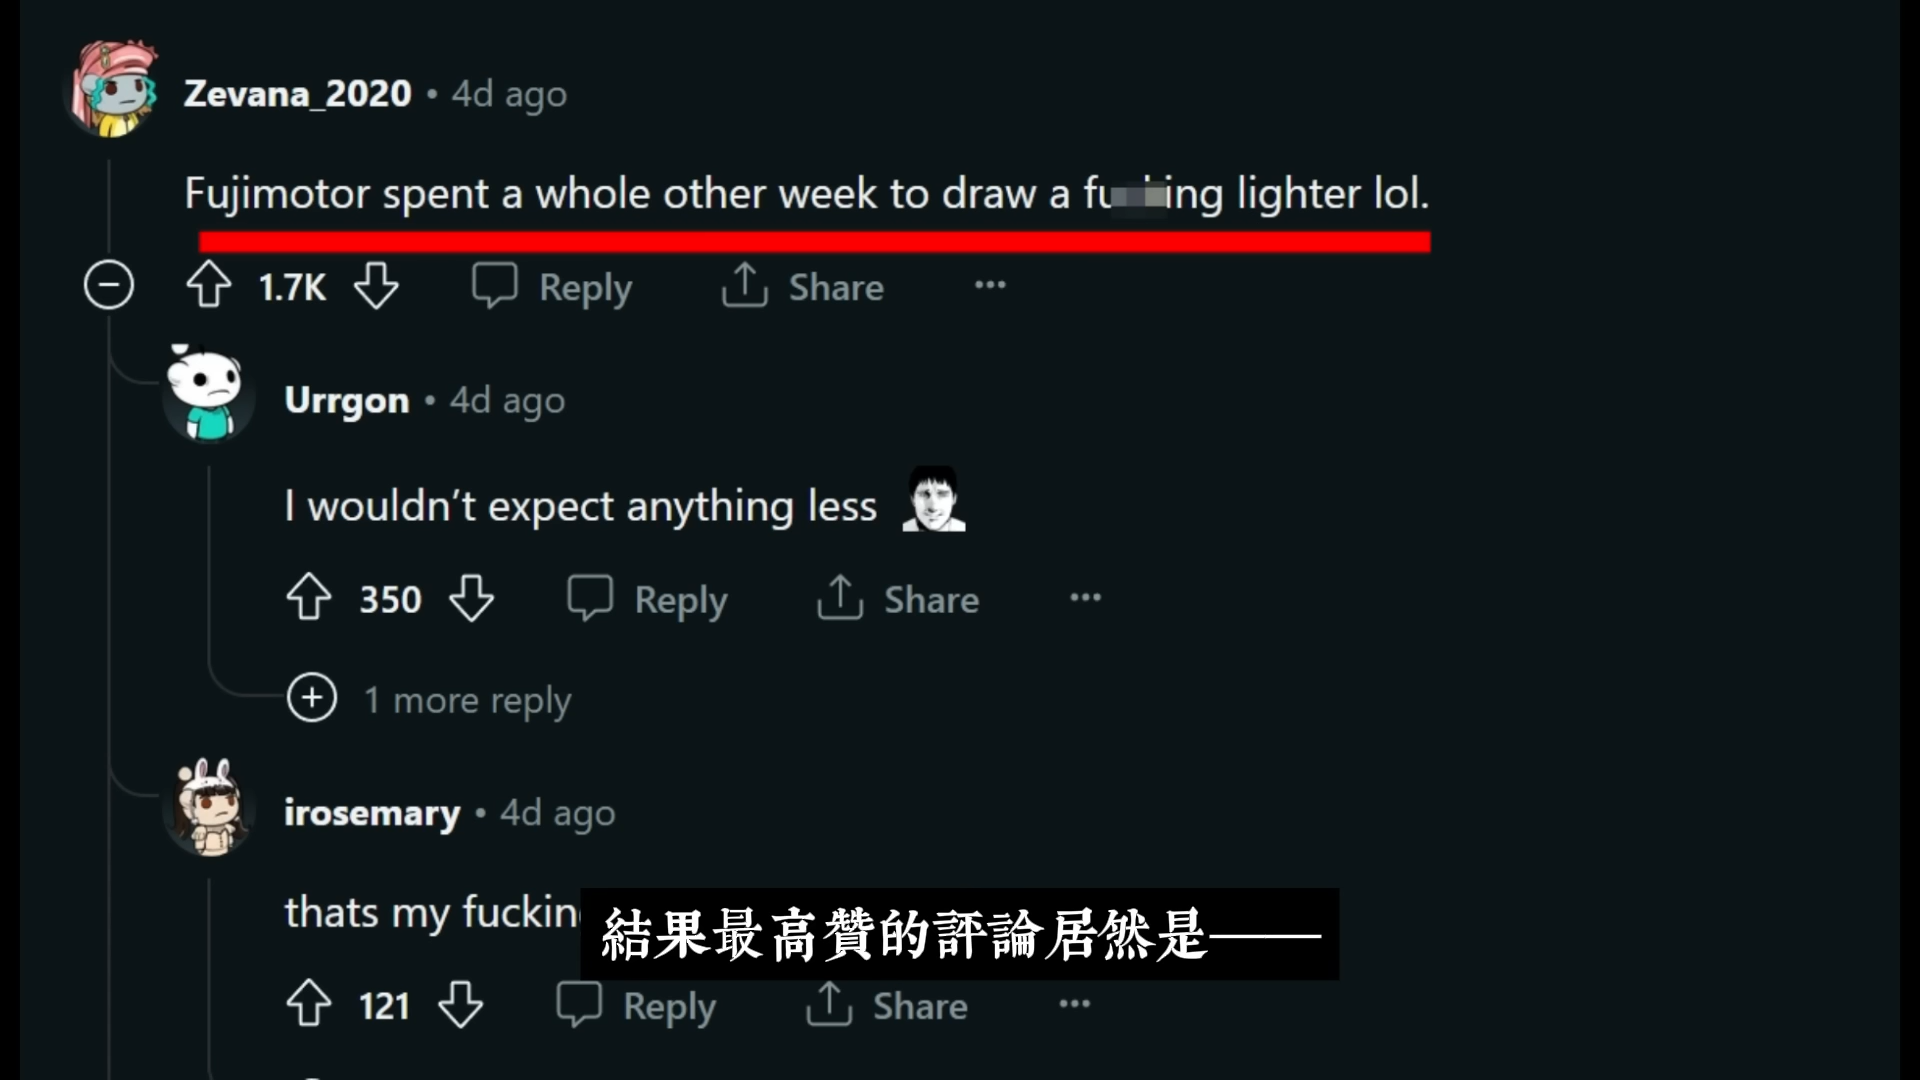 Zevana_2020 • 4d ago
Fujimotor spent a whole other week to draw a fu ing lighter lol.
1.7K Reply Share ...
Urrgon • 4d ago
I wouldn't expect anything less
350 Reply Share ...
1 more reply
irosemary • 4d ago
thats my fuckin
結果最高贊的評論居然是——
121 Reply Share ...